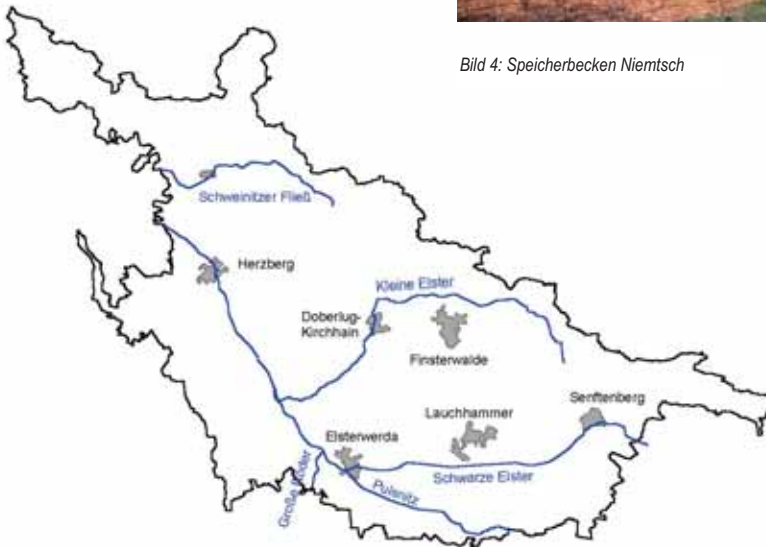 Bild 4: Speicherbecken Niemtsch
Schweinitzer Fließ
Herzberg
Kleine Elster
Doberlug-
Kirchhain
Finsterwalde
Senftenberg
Lauchhammer
Elsterwerda
Schwarze Elster
Große Röder
Pulsnitz